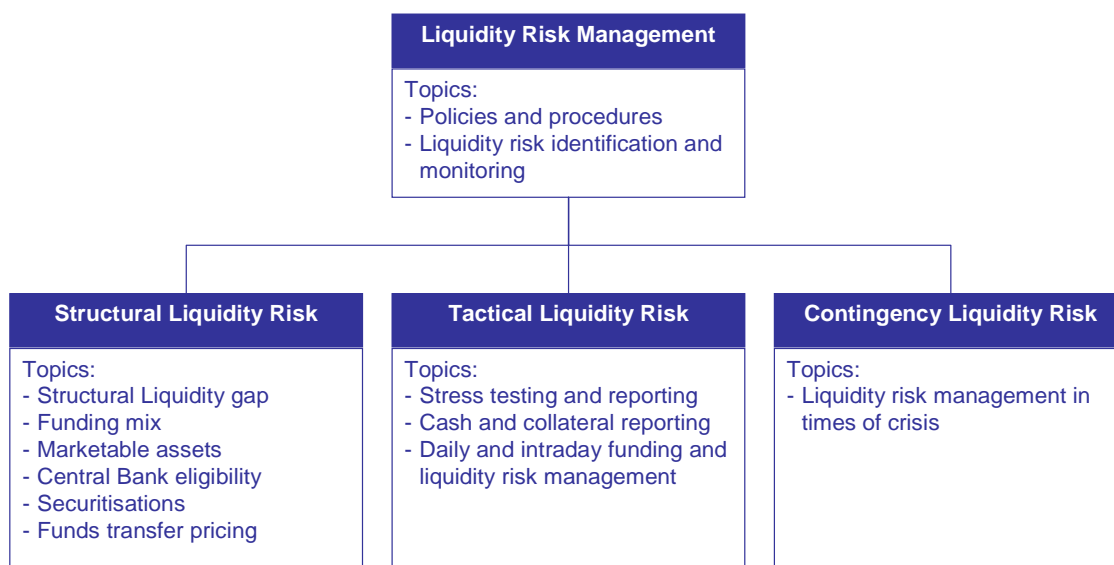 Liquidity Risk Management
Topics:
- Policies and procedures
- Liquidity risk identification and
monitoring
Structural Liquidity Risk
Topics:
- Structural Liquidity gap
- Funding mix
- Marketable assets
- Central Bank eligibility
- Securitisations
- Funds transfer pricing
Tactical Liquidity Risk
Topics:
- Stress testing and reporting
- Cash and collateral reporting
- Daily and intraday funding and
liquidity risk management
Contingency Liquidity Risk
Topics:
- Liquidity risk management in
times of crisis